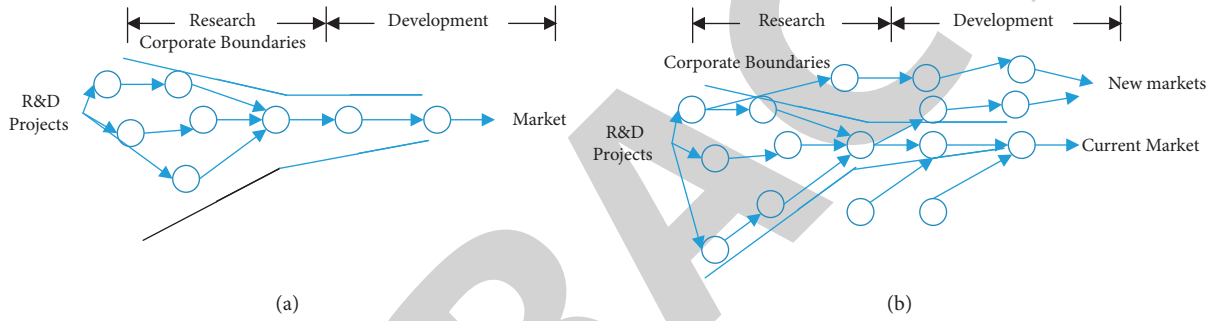 Research
Development
Corporate Boundaries
R&D
Projects
Market
(a)
Research
Development
Corporate Boundaries
R&D
Projects
New markets
Current Market
(b)